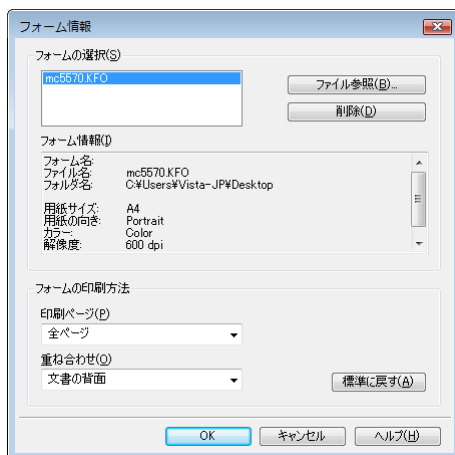 フォーム情報
フォームの選択(S)
mc5570.KFO
ファイル参照(B)...
削除(D)
フォーム情報(I)
フォーム名:
ファイル名: mc5570.KFO
フォルダ名: C:¥Users¥Vista-JP¥Desktop
用紙サイズ: A4
用紙の向き: Portrait
カラー: Color
解像度: 600 dpi
フォームの印刷方法
印刷ページ(P)
全ページ
重ね合わせ(O)
文書の背面
標準に戻す(A)
OK キャンセル ヘルプ(H)